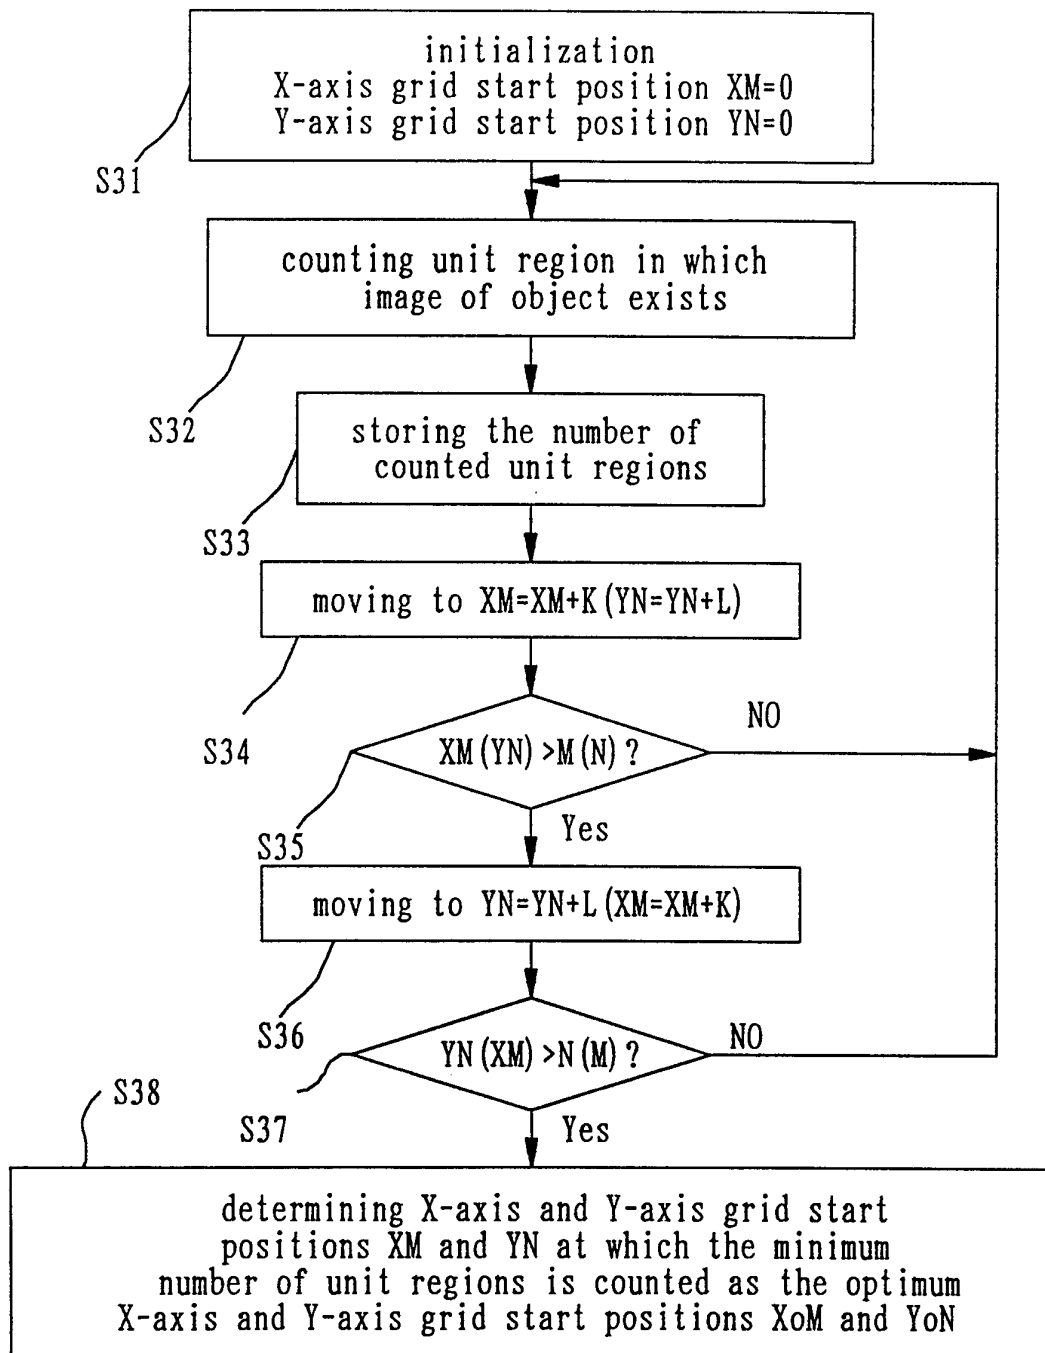 initialization
X-axis grid start position XM=0
Y-axis grid start position YN=0
S31
counting unit region in which
image of object exists
S32
storing the number of
counted unit regions
S33
moving to XM=XM+K(YN=YN+L)
S34
XM(YN)>M(N)?
NO
S35
Yes
moving to YN=YN+L(XM=XM+K)
S36
YN(XM)>N(M)?
NO
S37
Yes
S38
determining X-axis and Y-axis grid start
positions XM and YN at which the minimum
number of unit regions is counted as the optimum
X-axis and Y-axis grid start positions XoM and YoN